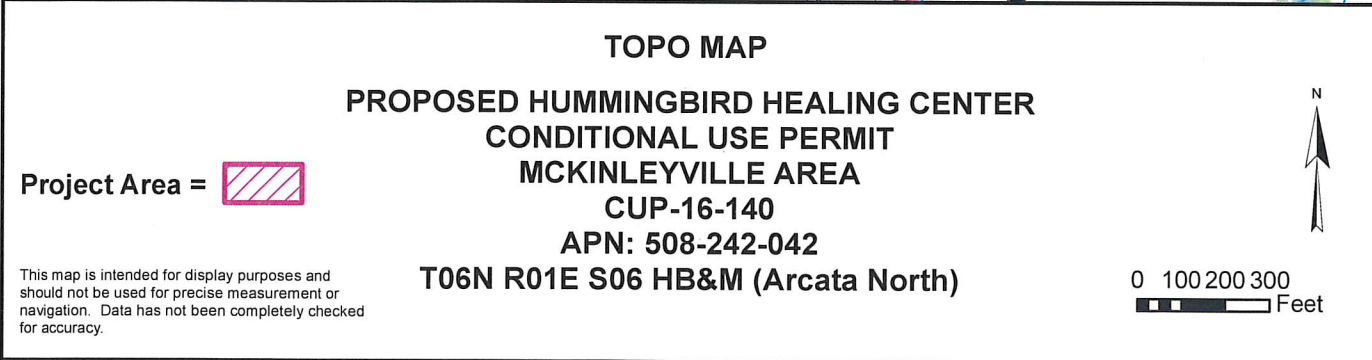 TOPO MAP
PROPOSED HUMMINGBIRD HEALING CENTER
CONDITIONAL USE PERMIT
MCKINLEYVILLE AREA
CUP-16-140
APN: 508-242-042
T06N R01E S06 HB&M (Arcata North)
Project Area =
This map is intended for display purposes and
should not be used for precise measurement or
navigation. Data has not been completely checked
for accuracy.
N
0 100 200 300
Feet